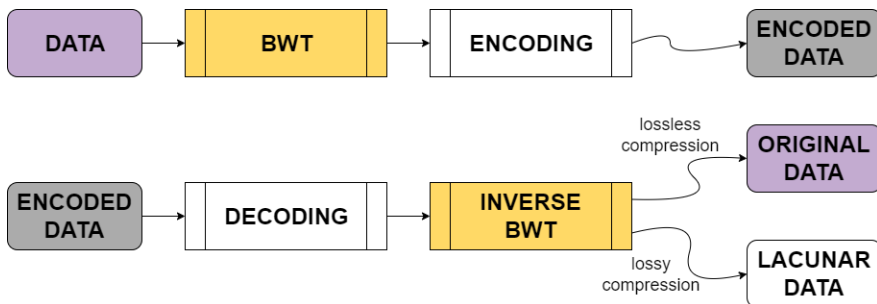 DATA
BWT
ENCODING
ENCODED
DATA
lossless
compression
ORIGINAL
DATA
ENCODED
DATA
DECODING
INVERSE
BWT
lossy
compression
LACUNAR
DATA